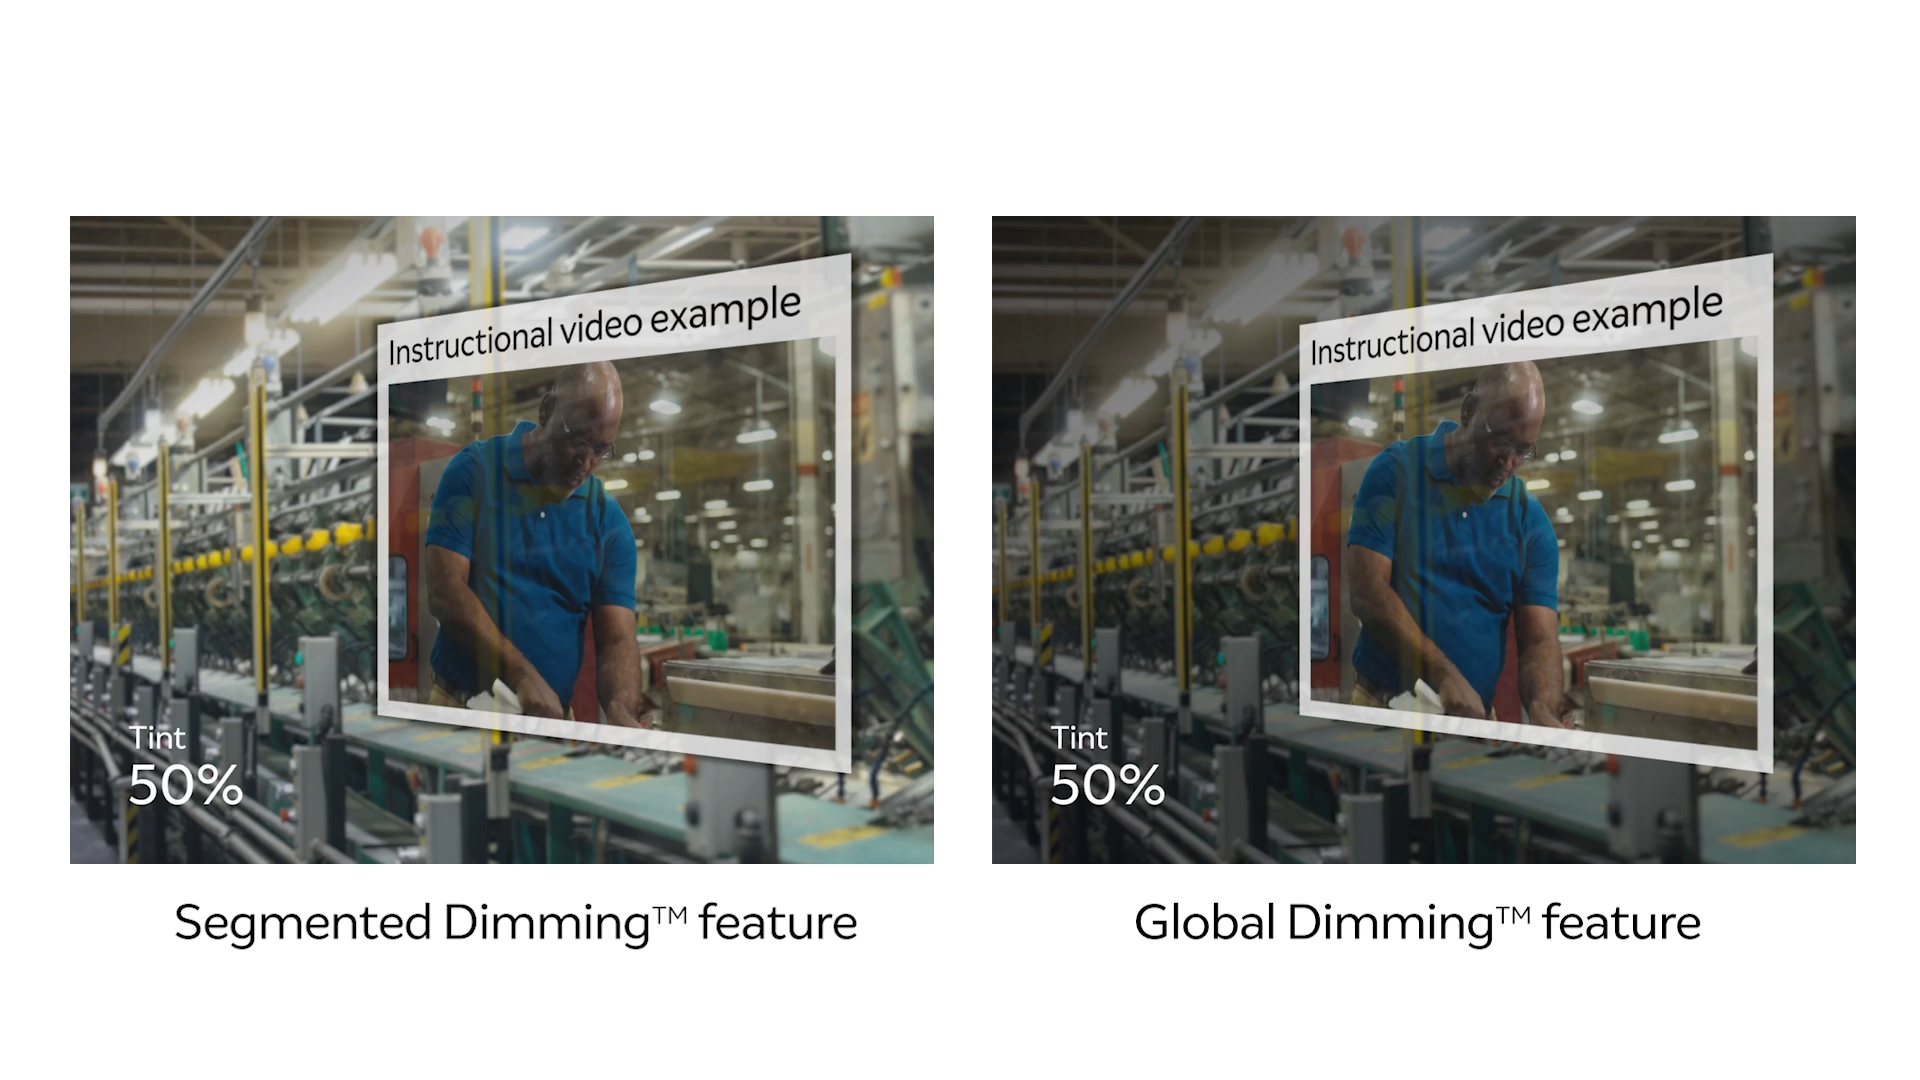 Instructional video example
Tint
50%
Segmented Dimming™ feature
Instructional video example
Tint
50%
Global Dimming™ feature